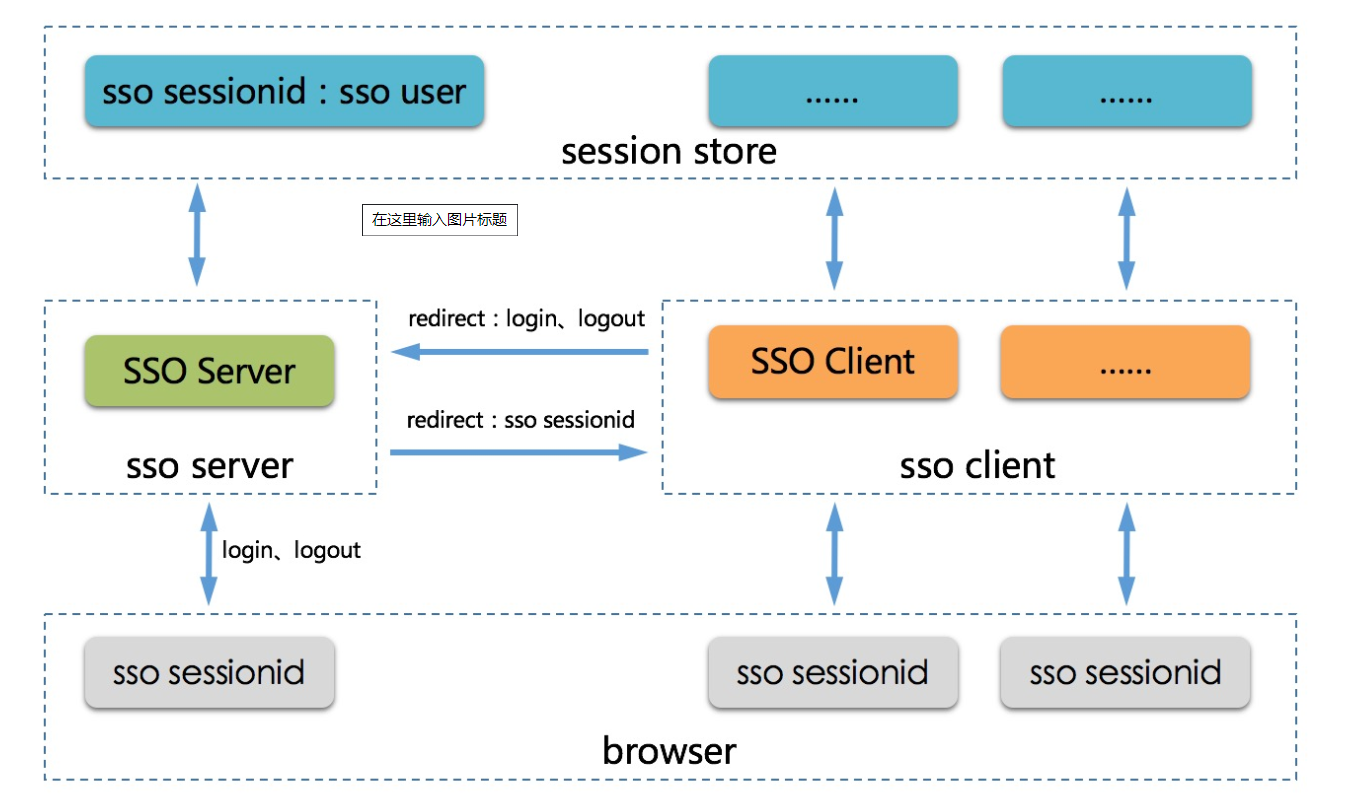 sso sessionid：sso user
......
......
session store
在这里输入图片标题
redirect：login、logout
SSO Server
SSO Client
......
redirect：sso sessionid
sso server
sso client
login、logout
sso sessionid
sso sessionid
sso sessionid
browser